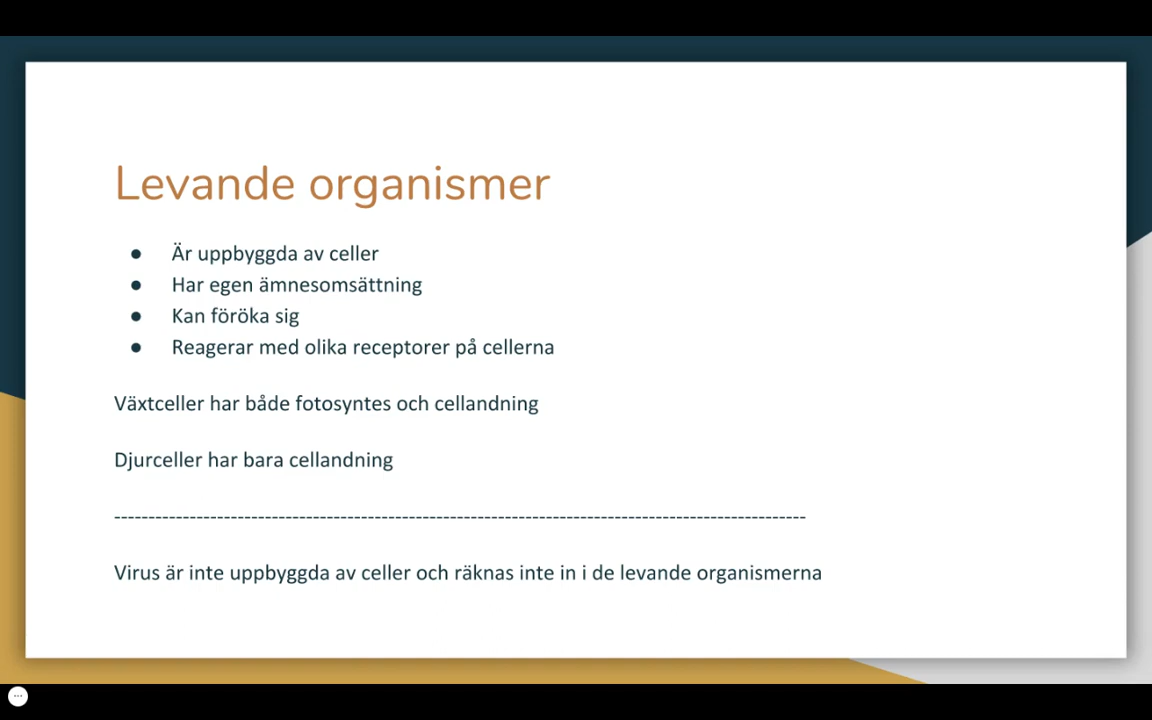 Levande organismer
● Är uppbyggda av celler
● Har egen ämnesomsättning
● Kan föröka sig
● Reagerar med olika receptorer på cellerna
Växtceller har både fotosyntes och cellandning
Djurceller har bara cellandning
-----------------------------------------------------------------------------------------------------
Virus är inte uppbyggda av celler och räknas inte in i de levande organismerna